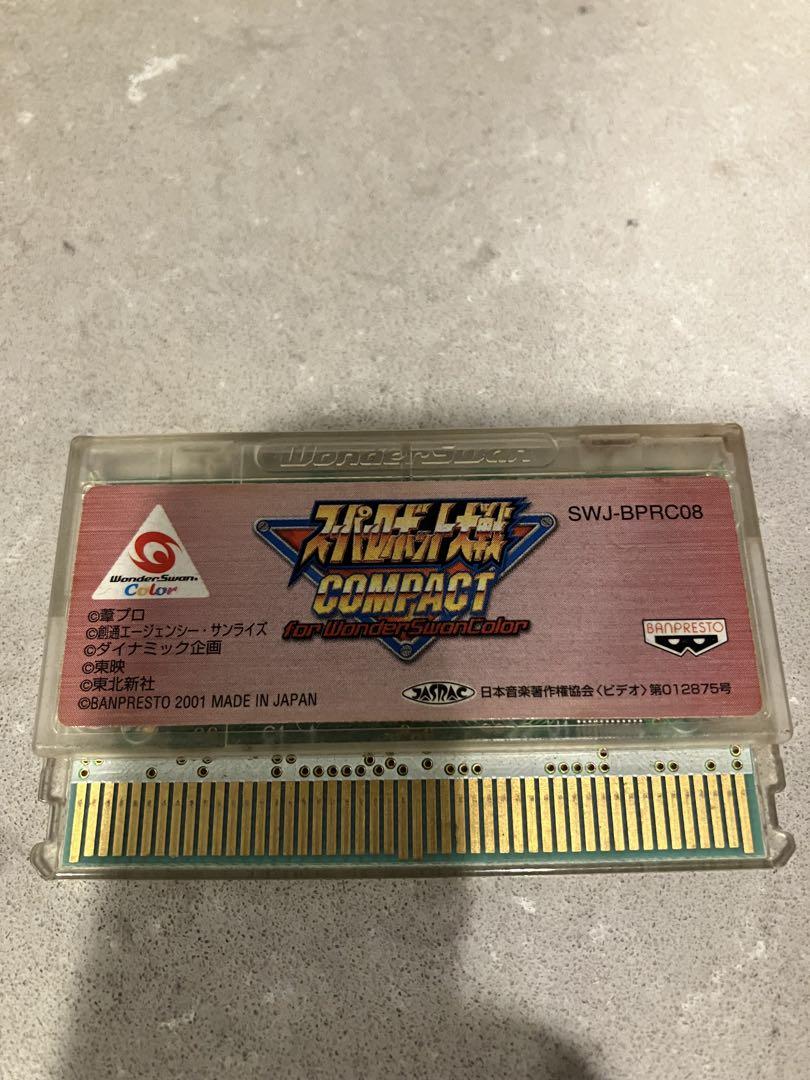 WonderSwan
WonderSwan
Color
スーパーロボット大戦
COMPACT
for WonderSwanColor
SWJ-BPRC08
BANPRESTO
©葦プロ
©創通エージェンシー・サンライズ
©ダイナミック企画
©東映
©東北新社
©BANPRESTO 2001 MADE IN JAPAN
JASRAC 日本音楽著作権協会〈ビデオ〉第012875号